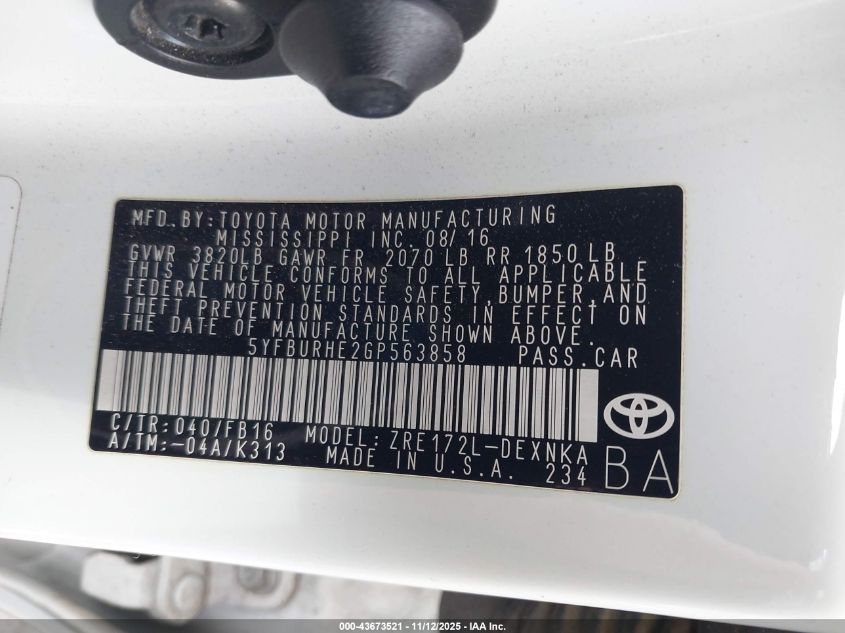 MFD.BY:TOYOTA MOTOR MANUFACTURING
MISSISSIPPI INC. 08/16
GVWR 3820LB GAWR FR 2070 LB RR 1850 LB
THIS VEHICLE CONFORMS TO ALL APPLICABLE
FEDERAL MOTOR VEHICLE SAFETY,BUMPER,AND
THEFT PREVENTION STANDARDS IN EFFECT ON
THE DATE OF MANUFACTURE SHOWN ABOVE.
5YFBURHE2GP563858 PASS.CAR
C/TR:040/FB16 MODEL:ZRE172L-DEXNKA
A/TM:-04A/K313 MADE IN U.S.A. 234 BA
000-43673521 - 11/12/2025 - IAA Inc.